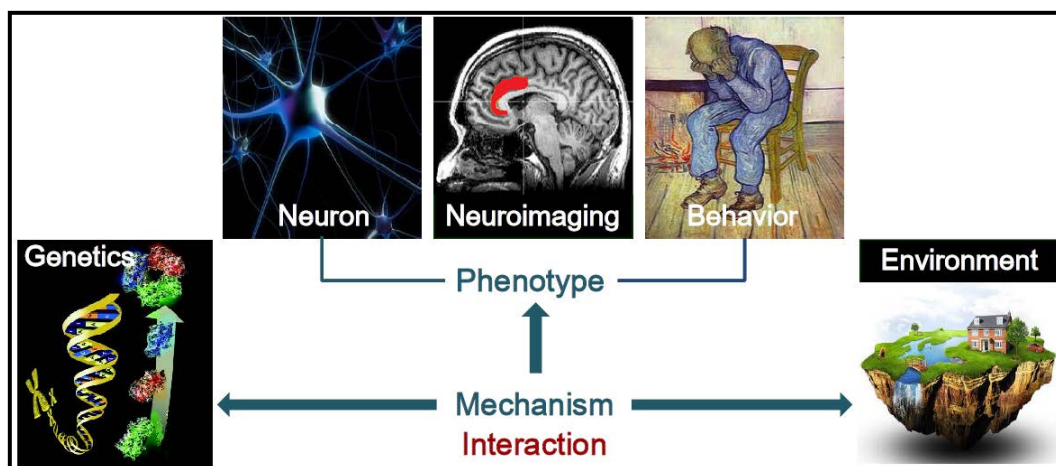 Neuron
Neuroimaging
Behavior
Genetics
Environment
Phenotype
Mechanism
Interaction